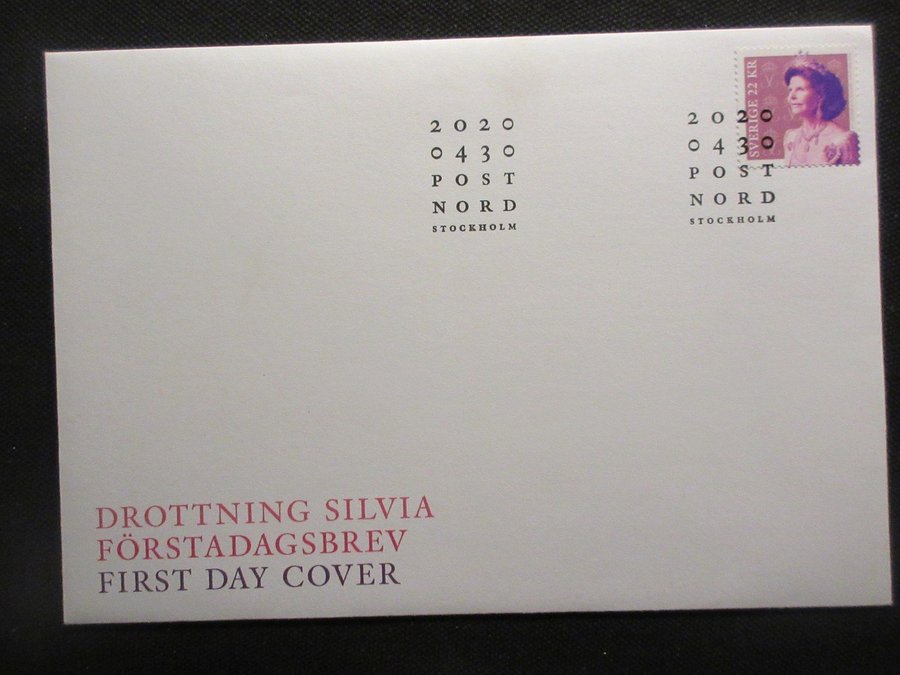 2020
0430
POST
NORD
STOCKHOLM
2020
0430
POST
NORD
STOCKHOLM
SVERIGE 22 KR
DROTTNING SILVIA
FÖRSTADAGSBREV
FIRST DAY COVER